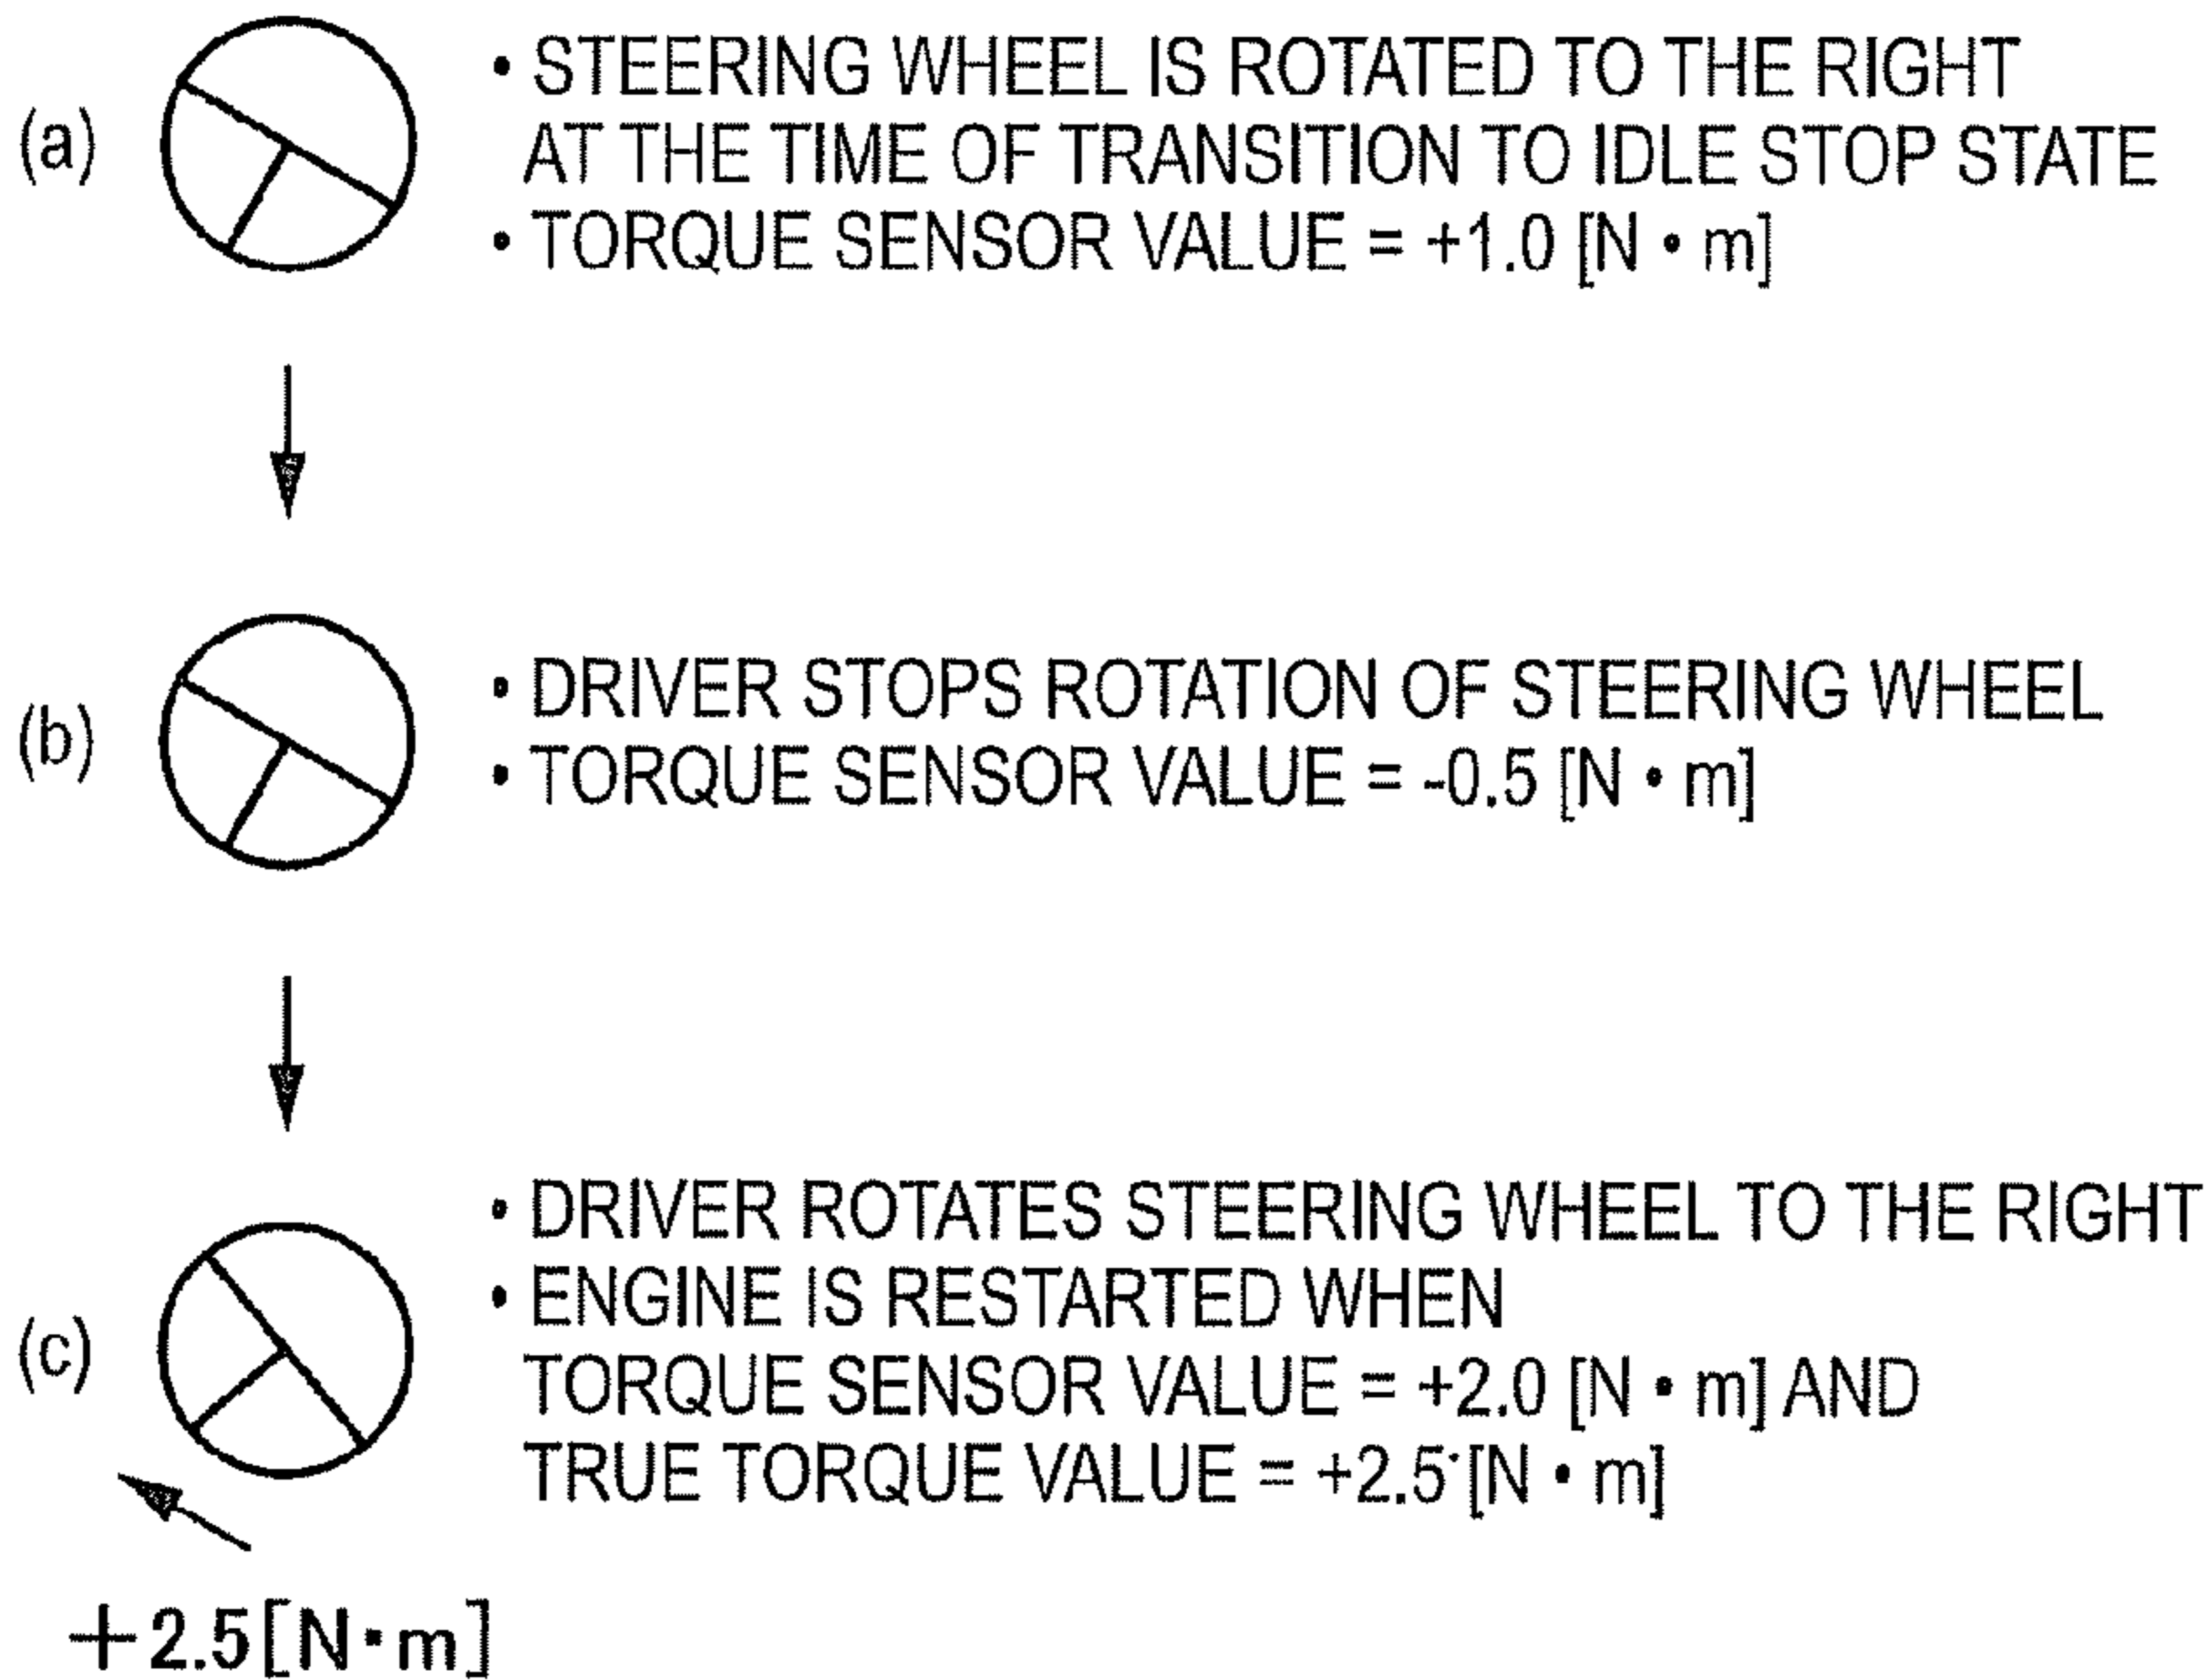 (a)
• STEERING WHEEL IS ROTATED TO THE RIGHT
AT THE TIME OF TRANSITION TO IDLE STOP STATE
• TORQUE SENSOR VALUE = +1.0 [N • m]
(b)
• DRIVER STOPS ROTATION OF STEERING WHEEL
• TORQUE SENSOR VALUE = -0.5 [N • m]
(c)
• DRIVER ROTATES STEERING WHEEL TO THE RIGHT
• ENGINE IS RESTARTED WHEN
TORQUE SENSOR VALUE = +2.0 [N • m] AND
TRUE TORQUE VALUE = +2.5 [N • m]
+2.5[N·m]